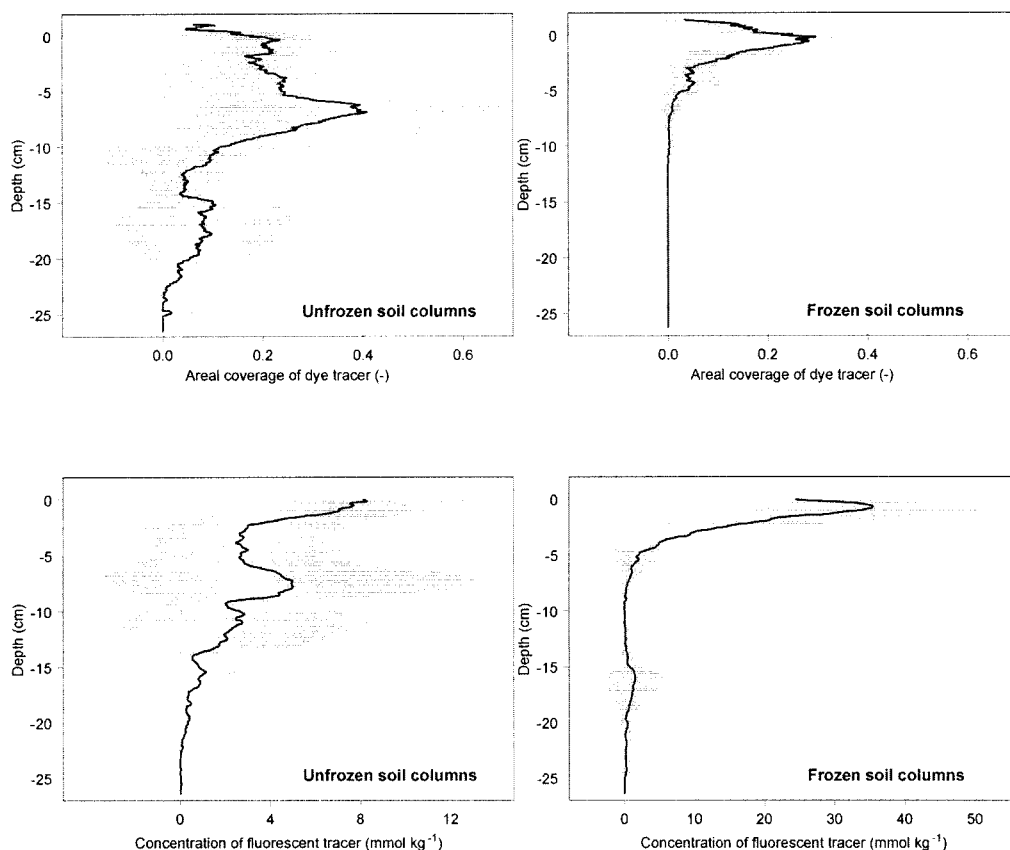 0
-5
-10
-15
-20
-25
Depth (cm)
Unfrozen soil columns
0.0 0.2 0.4 0.6
Areal coverage of dye tracer (-)
0
-5
-10
-15
-20
-25
Depth (cm)
Frozen soil columns
0.0 0.2 0.4 0.6
Areal coverage of dye tracer (-)
0
-5
-10
-15
-20
-25
Depth (cm)
Unfrozen soil columns
0 4 8 12
Concentration of fluorescent tracer (mmol kg⁻¹)
0
-5
-10
-15
-20
-25
Depth (cm)
Frozen soil columns
0 10 20 30 40 50
Concentration of fluorescent tracer (mmol kg⁻¹)